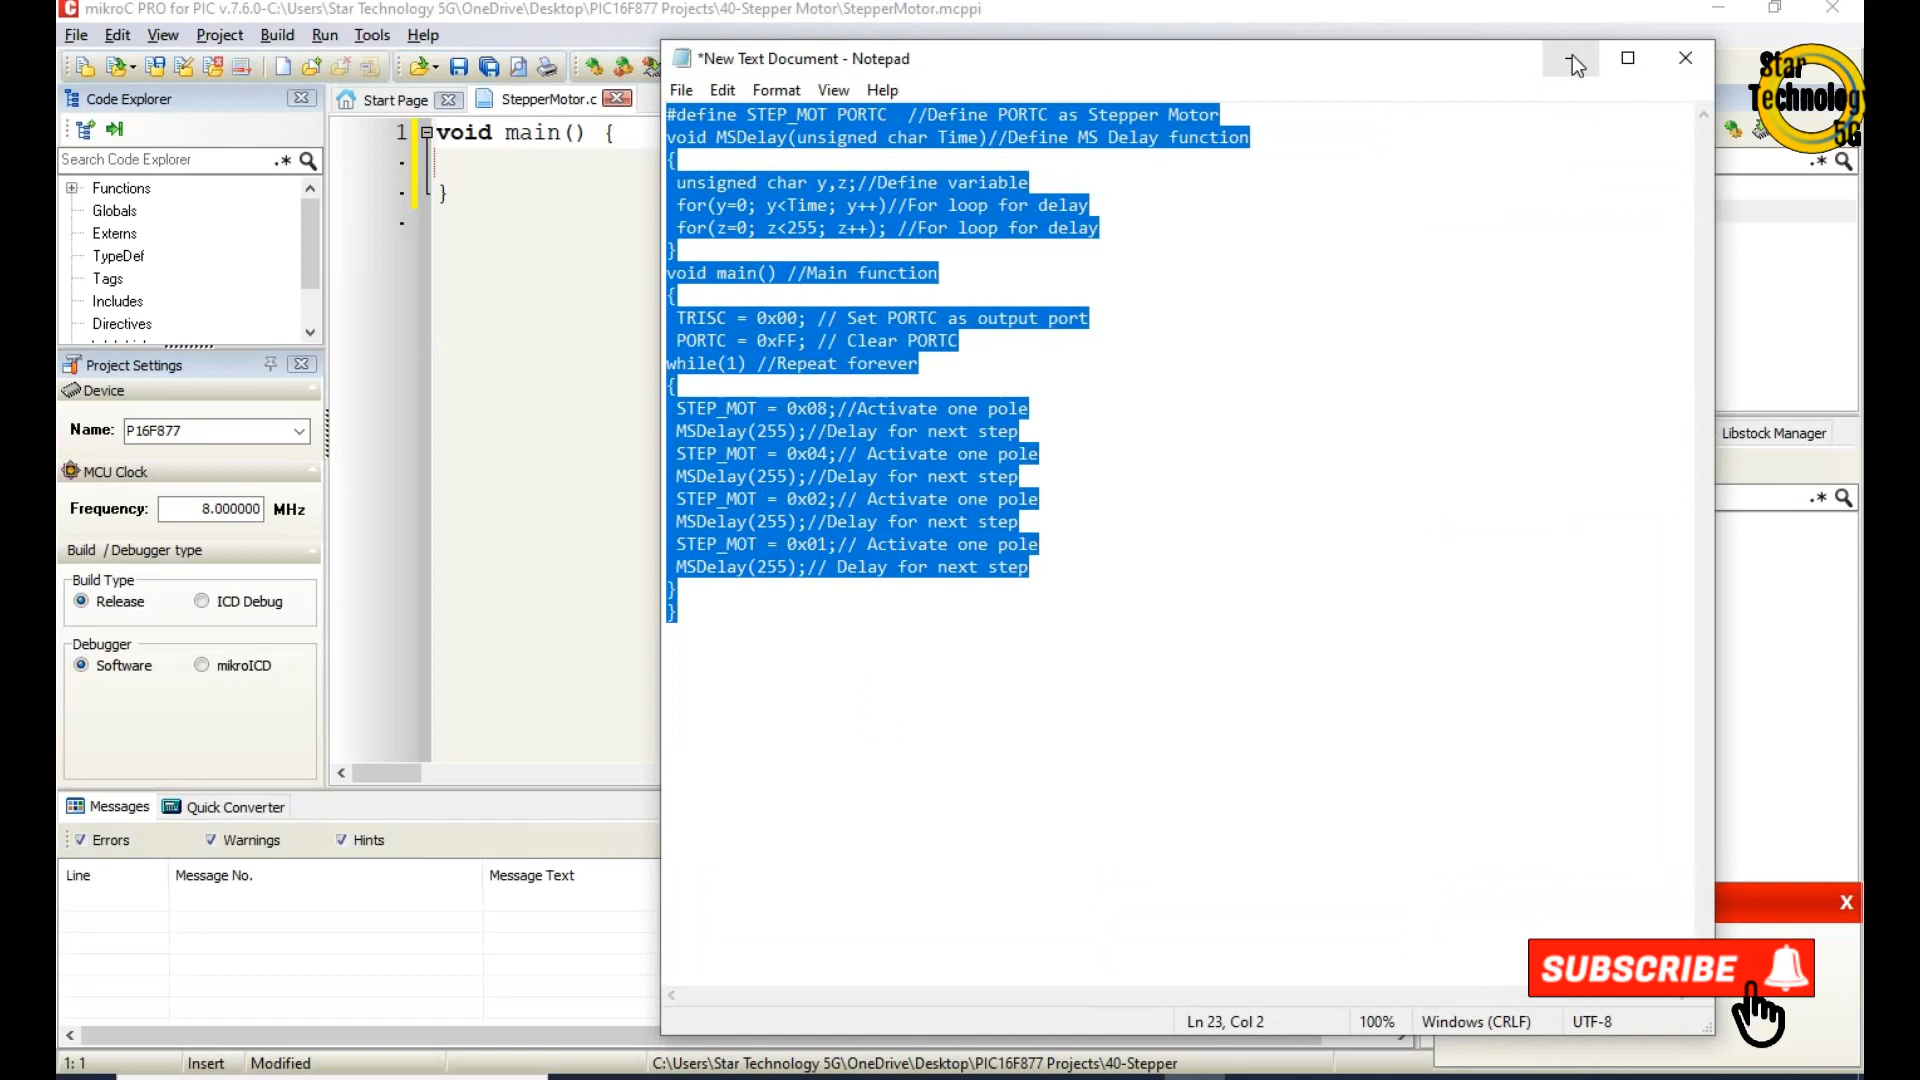 mikroC PRO for PIC v.7.6.0-C:\Users\Star Technology 5G\OneDrive\Desktop\PIC16F877 Projects\40-Stepper Motor\StepperMotor.mcppi
File Edit View Project Build Run Tools Help
Code Explorer
Search Code Explorer
Functions
Globals
Externs
TypeDef
Tags
Includes
Directives
Project Settings
Device
Name: P16F877
MCU Clock
Frequency: 8.000000 MHz
Build / Debugger type
Build Type
Release ICD Debug
Debugger
Software mikroICD
Start Page StepperMotor.c
1 void main() {
}
*New Text Document - Notepad
File Edit Format View Help
#define STEP_MOT PORTC //Define PORTC as Stepper Motor
void MSDelay(unsigned char Time)//Define MS Delay function
{
unsigned char y,z;//Define variable
for(y=0; y<Time; y++)//For loop for delay
for(z=0; z<255; z++); //For loop for delay
}
void main() //Main function
{
TRISC = 0x00; // Set PORTC as output port
PORTC = 0xFF; // Clear PORTC
while(1) //Repeat forever
{
STEP_MOT = 0x08;//Activate one pole
MSDelay(255);//Delay for next step
STEP_MOT = 0x04;// Activate one pole
MSDelay(255);//Delay for next step
STEP_MOT = 0x02;// Activate one pole
MSDelay(255);//Delay for next step
STEP_MOT = 0x01;// Activate one pole
MSDelay(255);// Delay for next step
}
}
Ln 23, Col 2 100% Windows (CRLF) UTF-8
Star
Technology
5G
Libstock Manager
X
SUBSCRIBE
Messages Quick Converter
Errors Warnings Hints
Line Message No. Message Text
1: 1 Insert Modified C:\Users\Star Technology 5G\OneDrive\Desktop\PIC16F877 Projects\40-Stepper